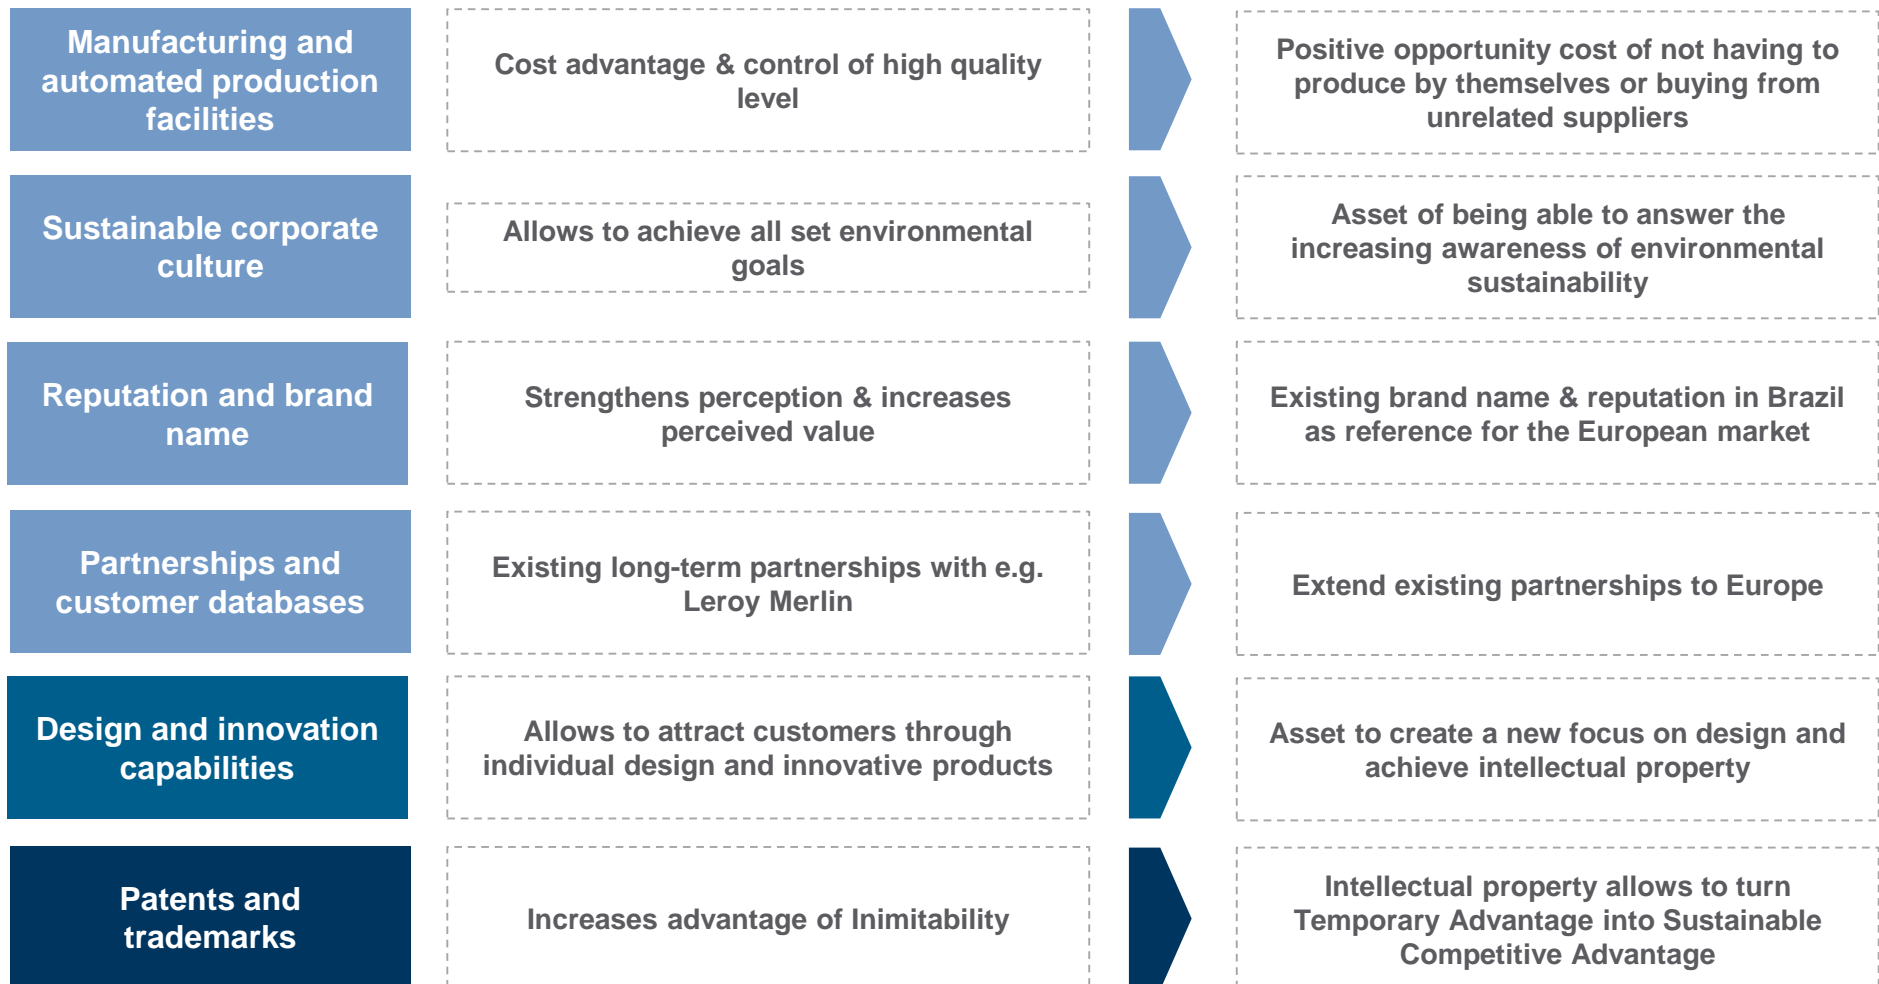 Manufacturing and
automated production
facilities
Cost advantage & control of high quality
level
Positive opportunity cost of not having to
produce by themselves or buying from
unrelated suppliers
Sustainable corporate
culture
Allows to achieve all set environmental
goals
Asset of being able to answer the
increasing awareness of environmental
sustainability
Reputation and brand
name
Strengthens perception & increases
perceived value
Existing brand name & reputation in Brazil
as reference for the European market
Partnerships and
customer databases
Existing long-term partnerships with e.g.
Leroy Merlin
Extend existing partnerships to Europe
Design and innovation
capabilities
Allows to attract customers through
individual design and innovative products
Asset to create a new focus on design and
achieve intellectual property
Patents and
trademarks
Increases advantage of Inimitability
Intellectual property allows to turn
Temporary Advantage into Sustainable
Competitive Advantage